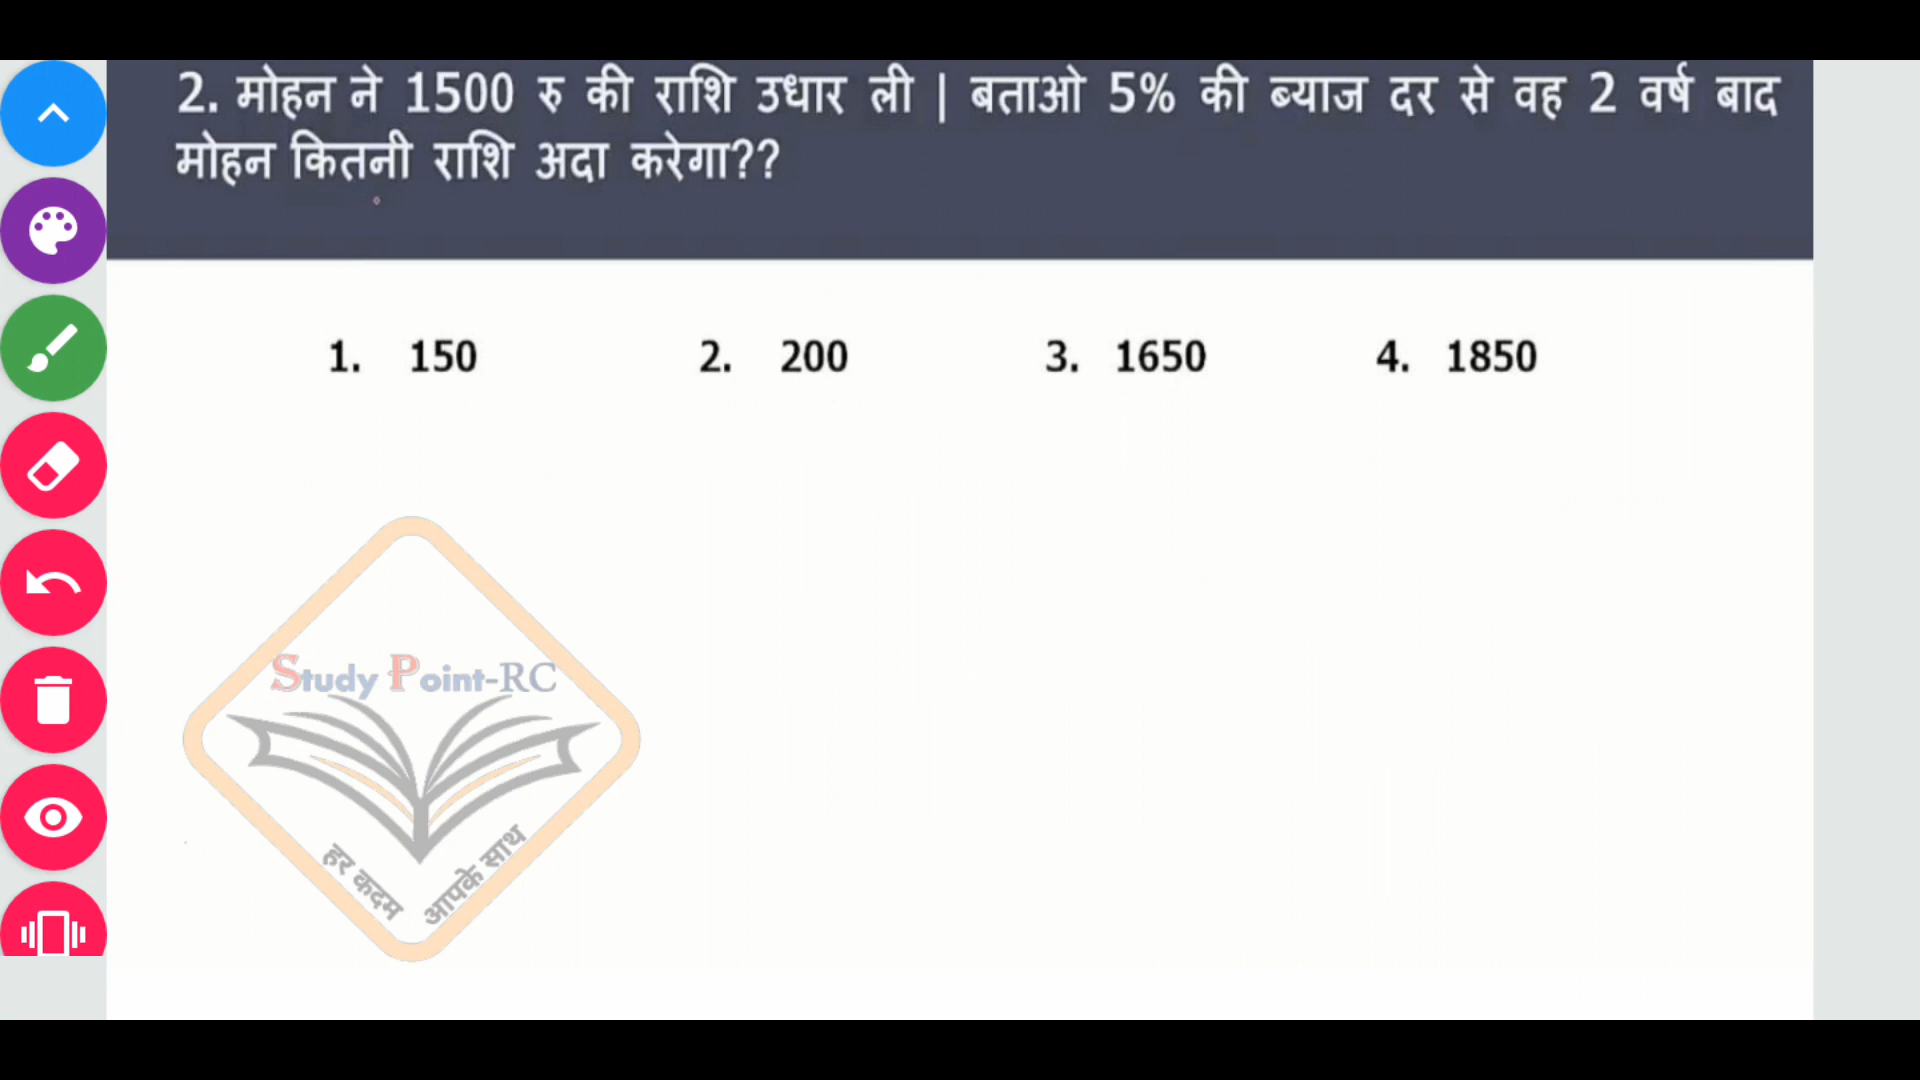 2. मोहन ने 1500 रु की राशि उधार ली | बताओ 5% की ब्याज दर से वह 2 वर्ष बाद
मोहन कितनी राशि अदा करेगा??
1. 150 2. 200 3. 1650 4. 1850
Study Point-RC
हर कदम आपके साथ